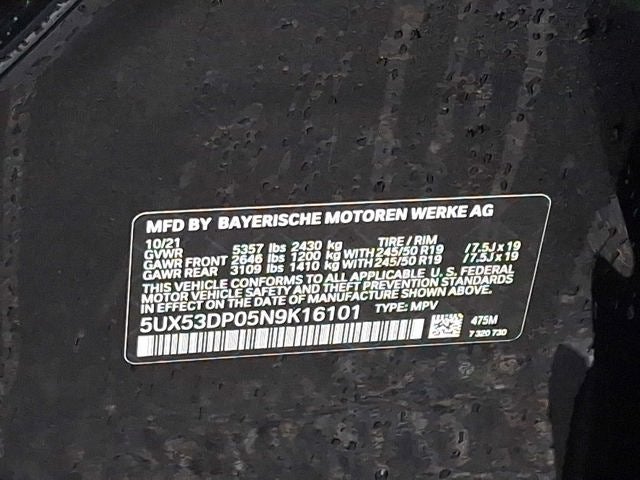 MFD BY BAYERISCHE MOTOREN WERKE AG
10/21
GVWR 5357 lbs 2430 kg TIRE / RIM
GAWR FRONT 2646 lbs 1200 kg WITH 245/50 R19 / 7.5J x 19
GAWR REAR 3109 lbs 1410 kg WITH 245/50 R19 / 7.5J x 19
THIS VEHICLE CONFORMS TO ALL APPLICABLE U. S. FEDERAL
MOTOR VEHICLE SAFETY AND THEFT PREVENTION STANDARDS
IN EFFECT ON THE DATE OF MANUFACTURE SHOWN ABOVE.
5UX53DP05N9K16101 TYPE: MPV
475M
7 320 730